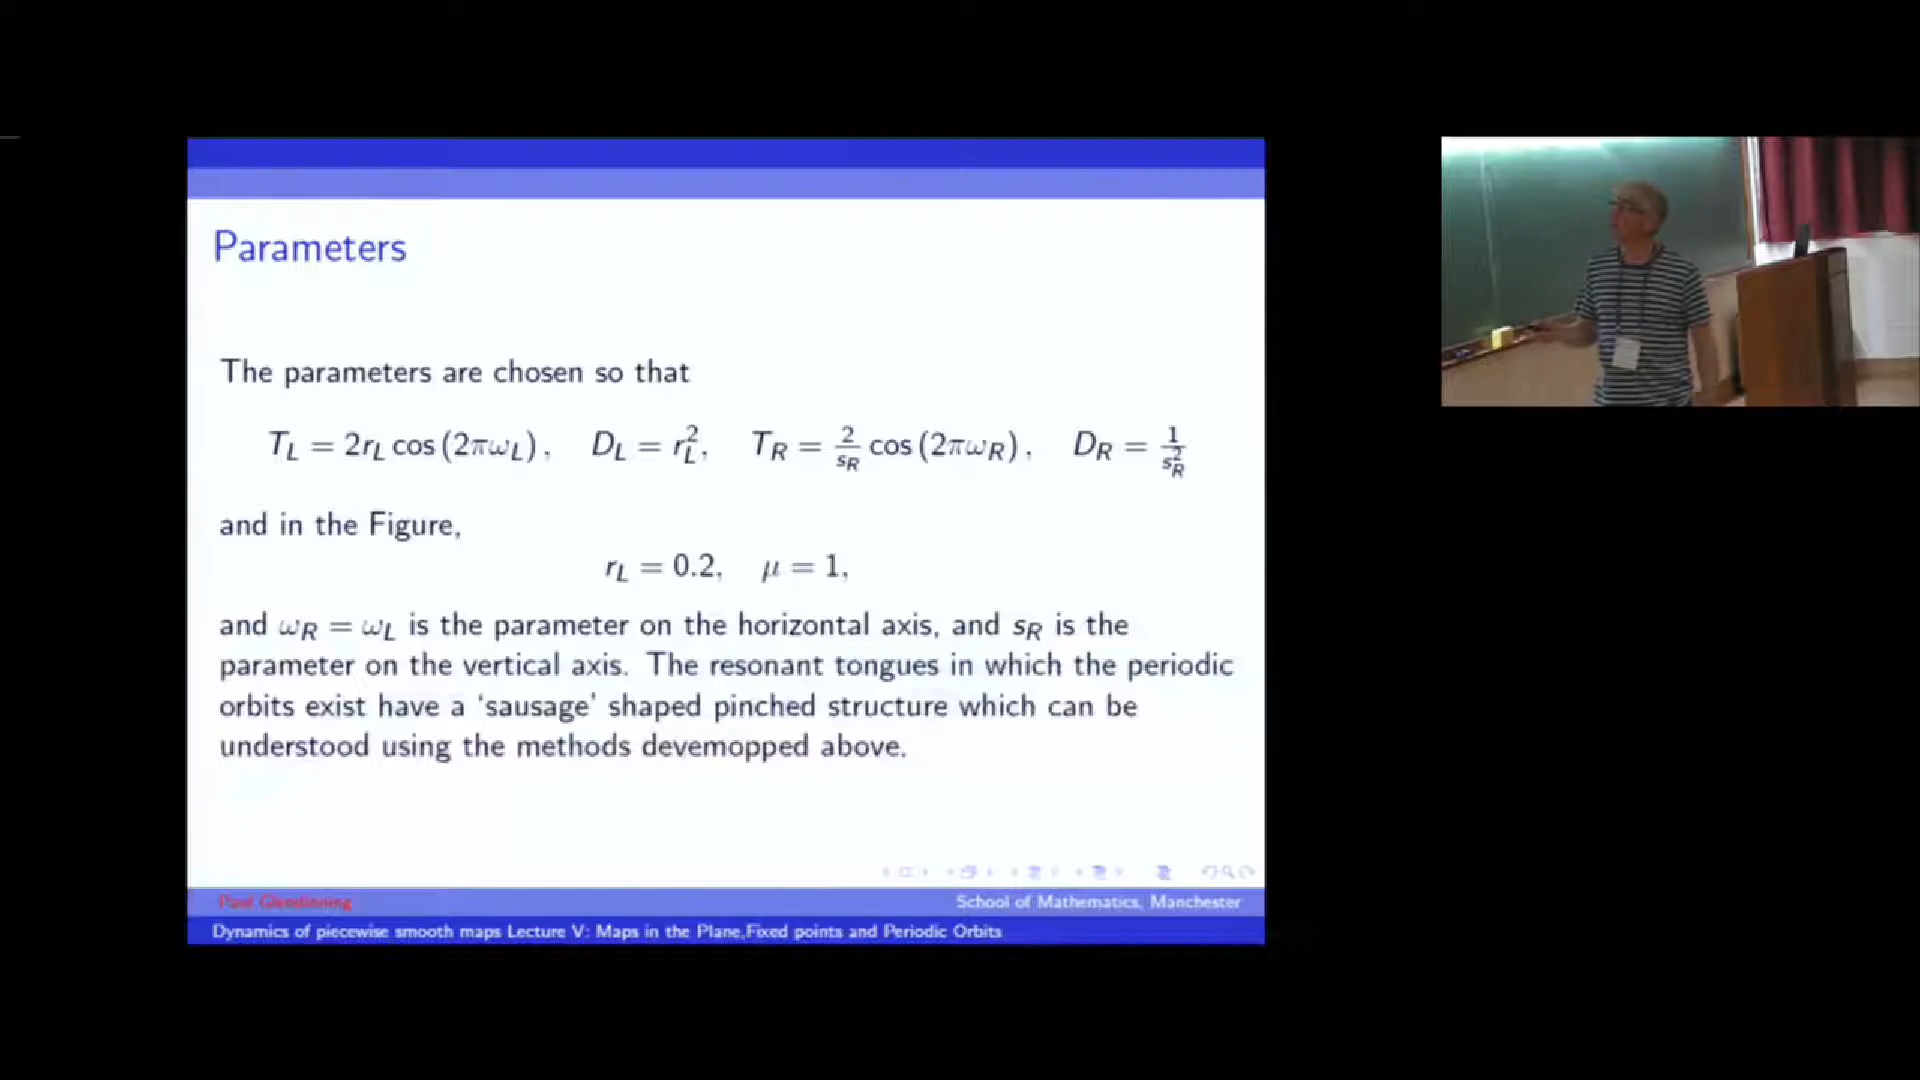 Parameters
The parameters are chosen so that
T_L = 2r_L cos (2πω_L), D_L = r_L^2, T_R = \frac{2}{s_R} cos (2πω_R), D_R = \frac{1}{s_R^2}
and in the Figure,
r_L = 0.2, μ = 1,
and ω_R = ω_L is the parameter on the horizontal axis, and s_R is the
parameter on the vertical axis. The resonant tongues in which the periodic
orbits exist have a ‘sausage’ shaped pinched structure which can be
understood using the methods devemopped above.
Paul Glendinning
School of Mathematics, Manchester
Dynamics of piecewise smooth maps Lecture V: Maps in the Plane,Fixed points and Periodic Orbits